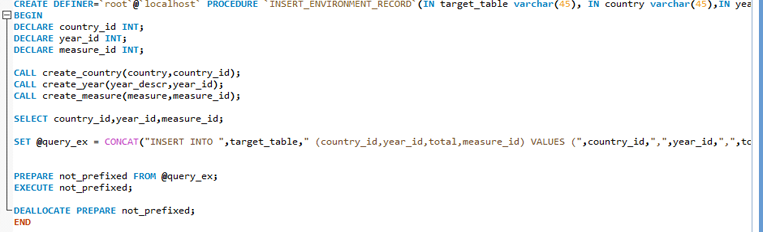 CREATE DEFINER=`root`@`localhost` PROCEDURE `INSERT_ENVIRONMENT_RECORD`(IN target_table varchar(45), IN country varchar(45),IN yea
BEGIN
DECLARE country_id INT;
DECLARE year_id INT;
DECLARE measure_id INT;
CALL create_country(country,country_id);
CALL create_year(year_descr,year_id);
CALL create_measure(measure,measure_id);
SELECT country_id,year_id,measure_id;
SET @query_ex = CONCAT("INSERT INTO ",target_table," (country_id,year_id,total,measure_id) VALUES (",country_id,",",year_id,",",to
PREPARE not_prefixed FROM @query_ex;
EXECUTE not_prefixed;
DEALLOCATE PREPARE not_prefixed;
END